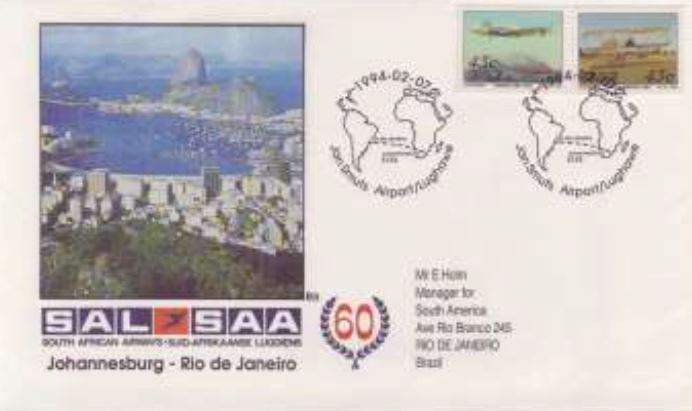 45c
45c
1994-02-07
Jan Smuts Airport/Lughawe
1994-02-07
Jan Smuts Airport/Lughawe
Mr E Holm
Manager for
South America
Ave Rio Branco 245
RIO DE JANEIRO
Brazil
SAL SAA
SOUTH AFRICAN AIRWAYS · SUID-AFRIKAANSE LUGDIENS
60
Johannesburg - Rio de Janeiro